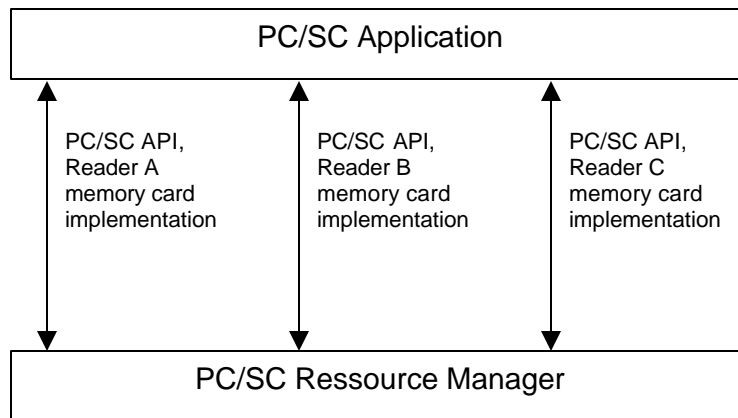 PC/SC Application
PC/SC API,
Reader A
memory card
implementation
PC/SC API,
Reader B
memory card
implementation
PC/SC API,
Reader C
memory card
implementation
PC/SC Ressource Manager